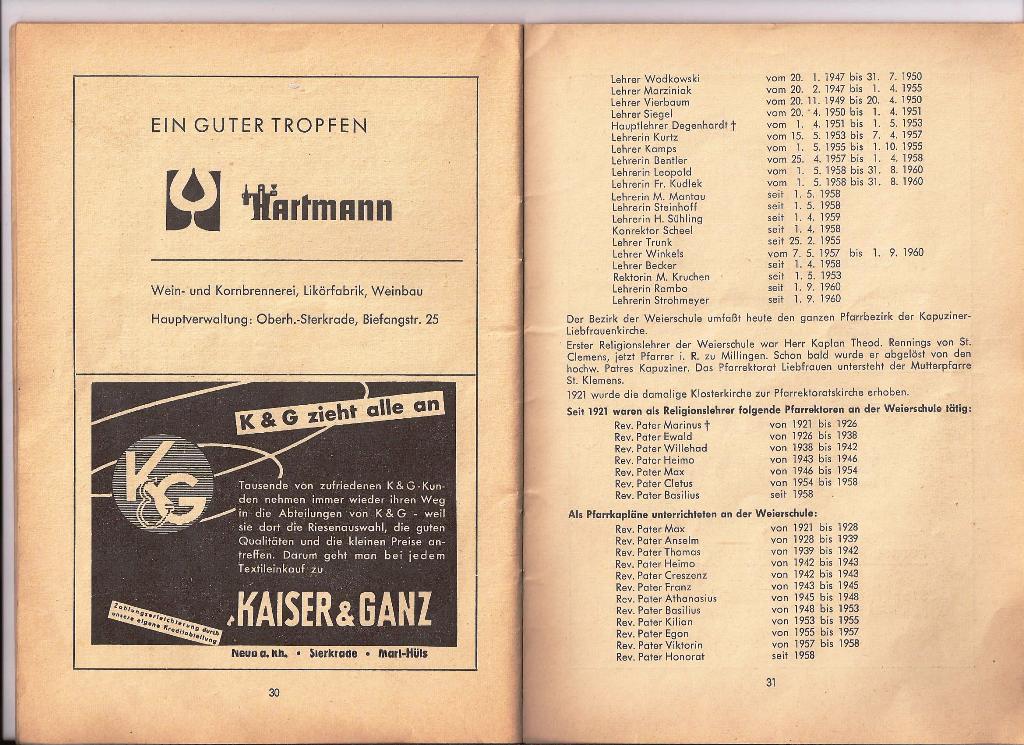 EIN GUTER TROPFEN
Hartmann
Wein- und Kornbrennerei, Likörfabrik, Weinbau
Hauptverwaltung: Oberh.-Sterkrade, Biefangstr. 25
K & G zieht alle an
K&G
Tausende von zufriedenen K & G-Kun-
den nehmen immer wieder ihren Weg
in die Abteilungen von K & G - weil
sie dort die Riesenauswahl, die guten
Qualitäten und die kleinen Preise an-
treffen. Darum geht man bei jedem
Textileinkauf zu
KAISER & GANZ
Zahlungserleichterung durch
unsere eigene Kreditabteilung
Sterkrade • Marl-Hüls
30
Lehrer Wodkowski vom 20. 1. 1947 bis 31. 7. 1950
Lehrer Marziniak vom 20. 2. 1947 bis 1. 4. 1955
Lehrer Vierbaum vom 20. 11. 1949 bis 20. 4. 1950
Lehrer Siegel vom 20. 4. 1950 bis 1. 4. 1951
Hauptlehrer Degenhardt † vom 1. 4. 1951 bis 1. 5. 1953
Lehrerin Kurtz vom 15. 5. 1953 bis 7. 4. 1957
Lehrer Kamps vom 1. 5. 1955 bis 1. 10. 1955
Lehrerin Bentler vom 25. 4. 1957 bis 1. 4. 1958
Lehrerin Leopold vom 1. 5. 1958 bis 31. 8. 1960
Lehrerin Fr. Kudlek vom 1. 5. 1958 bis 31. 8. 1960
Lehrerin M. Mantau seit 1. 5. 1958
Lehrerin Steinhoff seit 1. 5. 1958
Lehrerin H. Sühling seit 1. 4. 1959
Konrektor Scheel seit 1. 4. 1958
Lehrer Trunk seit 25. 2. 1955
Lehrer Winkels vom 7. 5. 1957 bis 1. 9. 1960
Lehrer Becker seit 1. 4. 1958
Rektorin M. Kruchen seit 1. 5. 1953
Lehrerin Rambo seit 1. 9. 1960
Lehrerin Strohmeyer seit 1. 9. 1960
Der Bezirk der Weierschule umfaßt heute den ganzen Pfarrbezirk der Kapuziner-
Liebfrauenkirche.
Erster Religionslehrer der Weierschule war Herr Kaplan Theod. Rennings von St.
Clemens, jetzt Pfarrer i. R. zu Millingen. Schon bald wurde er abgelöst von den
hochw. Patres Kapuziner. Das Pfarrektorat Liebfrauen untersteht der Mutterpfarre
St. Klemens.
1921 wurde die damalige Klosterkirche zur Pfarrektoratskirche erhoben.
Seit 1921 waren als Religionslehrer folgende Pfarrektoren an der Weierschule tätig:
Rev. Pater Marinus † von 1921 bis 1926
Rev. Pater Ewald von 1926 bis 1938
Rev. Pater Willehad von 1938 bis 1942
Rev. Pater Heimo von 1943 bis 1946
Rev. Pater Max von 1946 bis 1954
Rev. Pater Cletus von 1954 bis 1958
Rev. Pater Basilius seit 1958
Als Pfarrkapläne unterrichteten an der Weierschule:
Rev. Pater Max von 1921 bis 1928
Rev. Pater Anselm von 1928 bis 1939
Rev. Pater Thomas von 1939 bis 1942
Rev. Pater Heimo von 1942 bis 1943
Rev. Pater Creszenz von 1942 bis 1943
Rev. Pater Franz von 1943 bis 1945
Rev. Pater Athanasius von 1945 bis 1948
Rev. Pater Basilius von 1948 bis 1953
Rev. Pater Kilian von 1953 bis 1955
Rev. Pater Egon von 1955 bis 1957
Rev. Pater Viktorin von 1957 bis 1958
Rev. Pater Honorat seit 1958
31